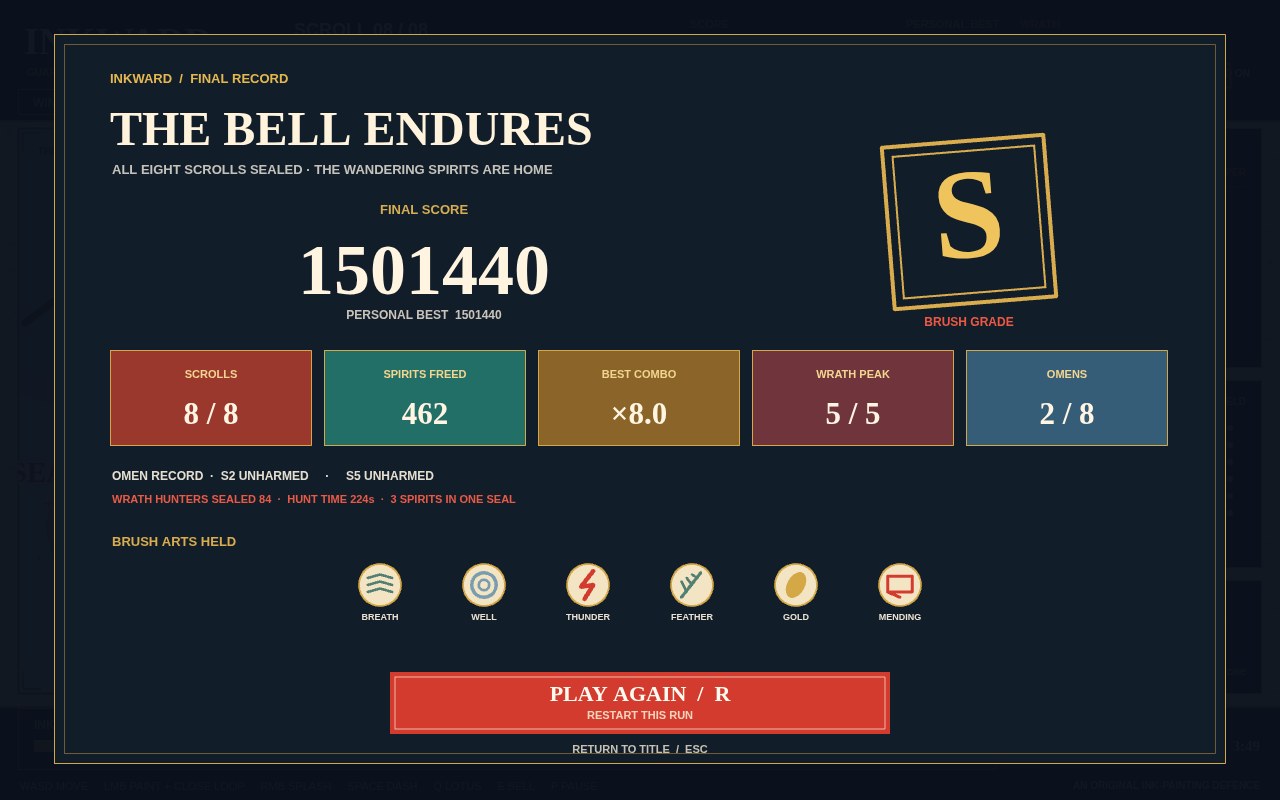 INKWARD / FINAL RECORD
THE BELL ENDURES
ALL EIGHT SCROLLS SEALED · THE WANDERING SPIRITS ARE HOME
FINAL SCORE
1501440
PERSONAL BEST 1501440
S
BRUSH GRADE
SCROLLS
8 / 8
SPIRITS FREED
462
BEST COMBO
×8.0
WRATH PEAK
5 / 5
OMENS
2 / 8
OMEN RECORD · S2 UNHARMED · S5 UNHARMED
WRATH HUNTERS SEALED 84 · HUNT TIME 224s · 3 SPIRITS IN ONE SEAL
BRUSH ARTS HELD
BREATH
WELL
THUNDER
FEATHER
GOLD
MENDING
PLAY AGAIN / R
RESTART THIS RUN
RETURN TO TITLE / ESC